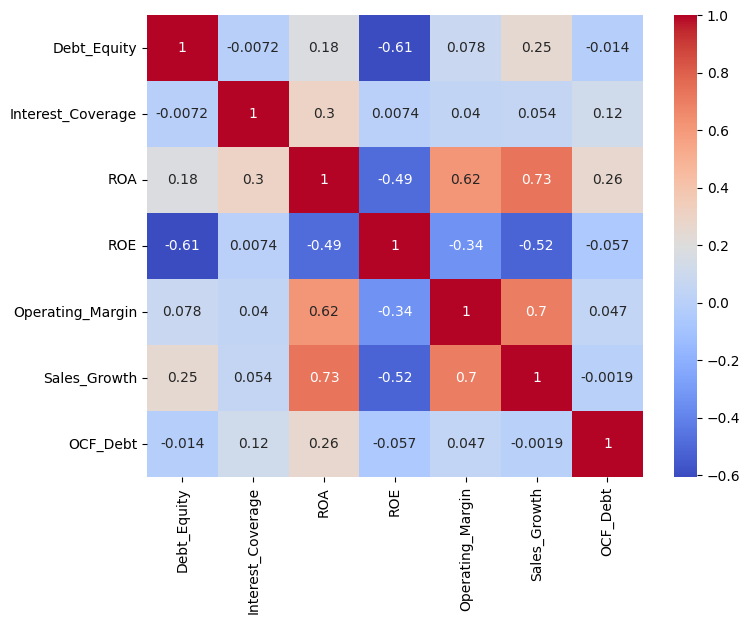 Debt_Equity 1 -0.0072 0.18 -0.61 0.078 0.25 -0.014
Interest_Coverage -0.0072 1 0.3 0.0074 0.04 0.054 0.12
ROA 0.18 0.3 1 -0.49 0.62 0.73 0.26
ROE -0.61 0.0074 -0.49 1 -0.34 -0.52 -0.057
Operating_Margin 0.078 0.04 0.62 -0.34 1 0.7 0.047
Sales_Growth 0.25 0.054 0.73 -0.52 0.7 1 -0.0019
OCF_Debt -0.014 0.12 0.26 -0.057 0.047 -0.0019 1
Debt_Equity
Interest_Coverage
ROA
ROE
Operating_Margin
Sales_Growth
OCF_Debt
1.0
0.8
0.6
0.4
0.2
0.0
−0.2
−0.4
−0.6